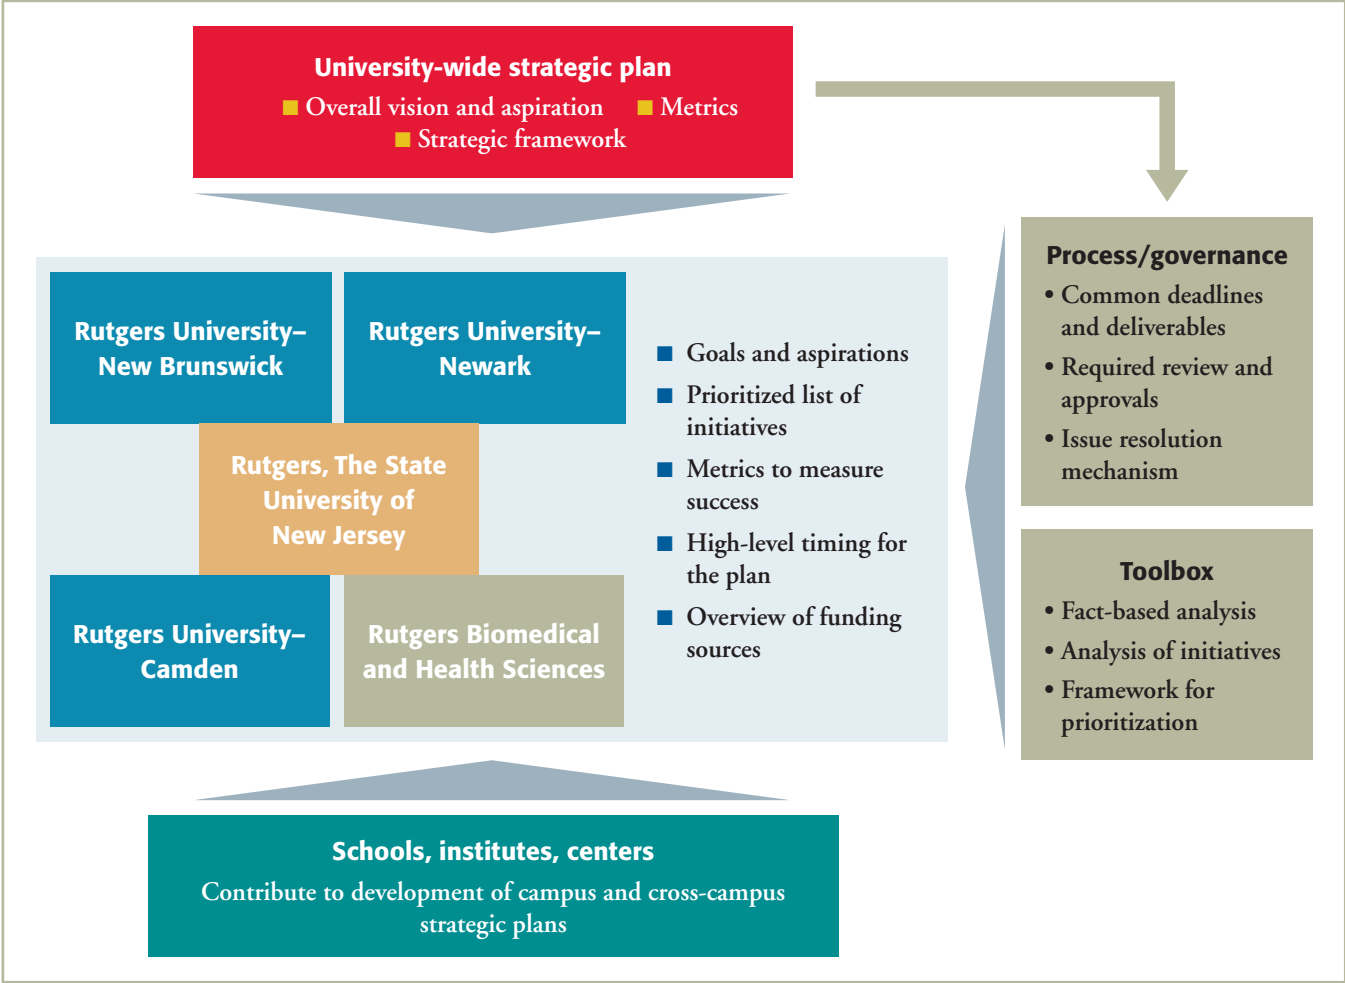 University-wide strategic plan
■ Overall vision and aspiration ■ Metrics
■ Strategic framework
Rutgers University–
New Brunswick
Rutgers University–
Newark
Rutgers, The State
University of
New Jersey
Rutgers University–
Camden
Rutgers Biomedical
and Health Sciences
■ Goals and aspirations
■ Prioritized list of
initiatives
■ Metrics to measure
success
■ High-level timing for
the plan
■ Overview of funding
sources
Process/governance
• Common deadlines
and deliverables
• Required review and
approvals
• Issue resolution
mechanism
Toolbox
• Fact-based analysis
• Analysis of initiatives
• Framework for
prioritization
Schools, institutes, centers
Contribute to development of campus and cross-campus
strategic plans